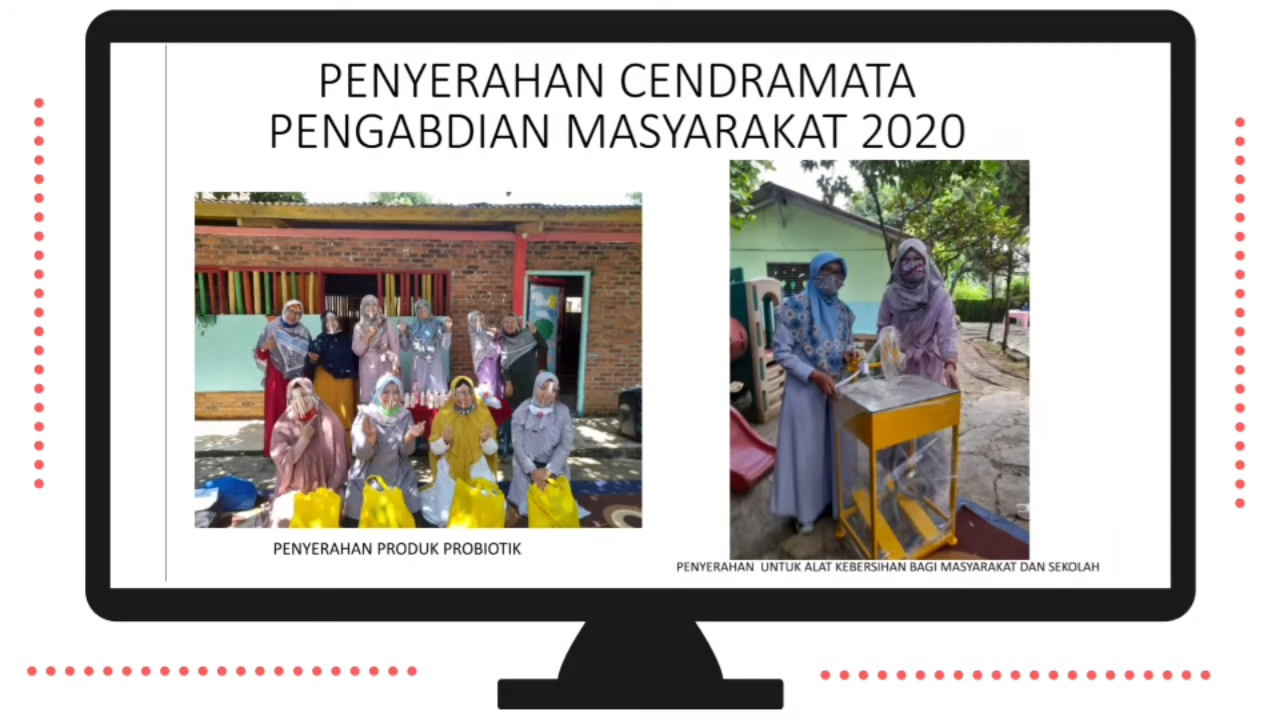 PENYERAHAN CENDRAMATA
PENGABDIAN MASYARAKAT 2020
PENYERAHAN PRODUK PROBIOTIK
PENYERAHAN UNTUK ALAT KEBERSIHAN BAGI MASYARAKAT DAN SEKOLAH